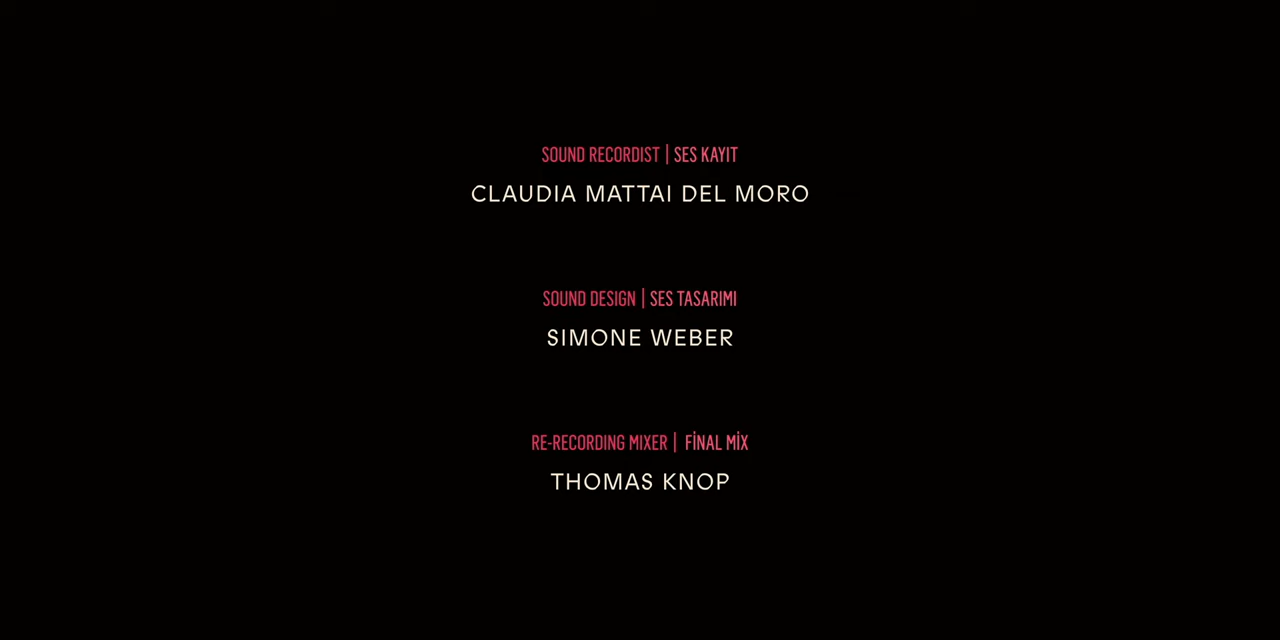 SOUND RECORDIST | SES KAYIT
CLAUDIA MATTAI DEL MORO
SOUND DESIGN | SES TASARIMI
SIMONE WEBER
RE-RECORDING MIXER | FİNAL MİX
THOMAS KNOP